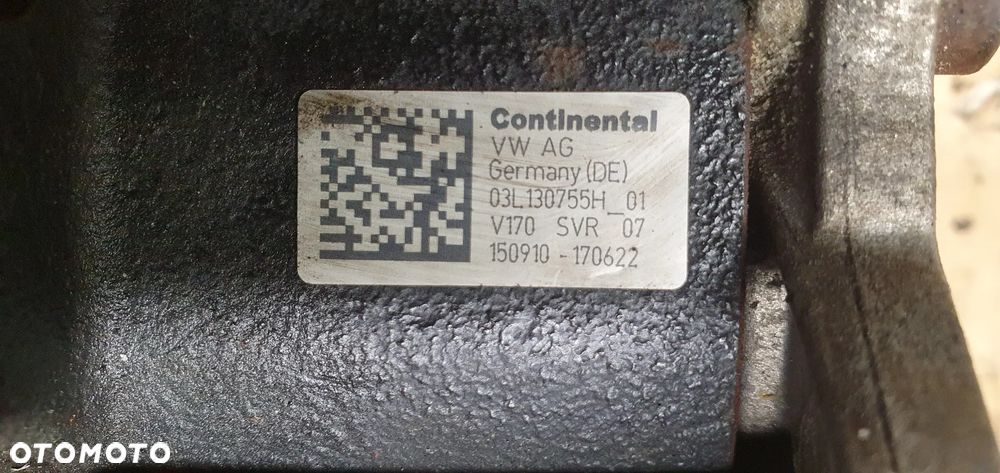 Continental
VW AG
Germany (DE)
03L130755H_01
V170 SVR 07
150910 - 170622
OTOMOTO